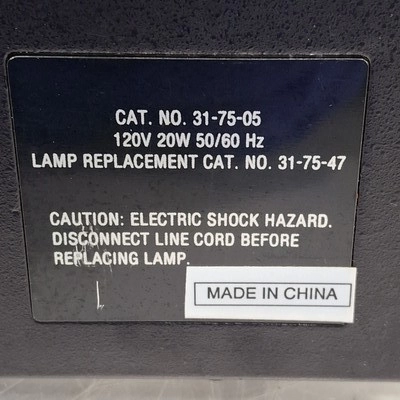 CAT. NO. 31-75-05
120V 20W 50/60 Hz
LAMP REPLACEMENT CAT. NO. 31-75-47
CAUTION: ELECTRIC SHOCK HAZARD.
DISCONNECT LINE CORD BEFORE
REPLACING LAMP.
MADE IN CHINA